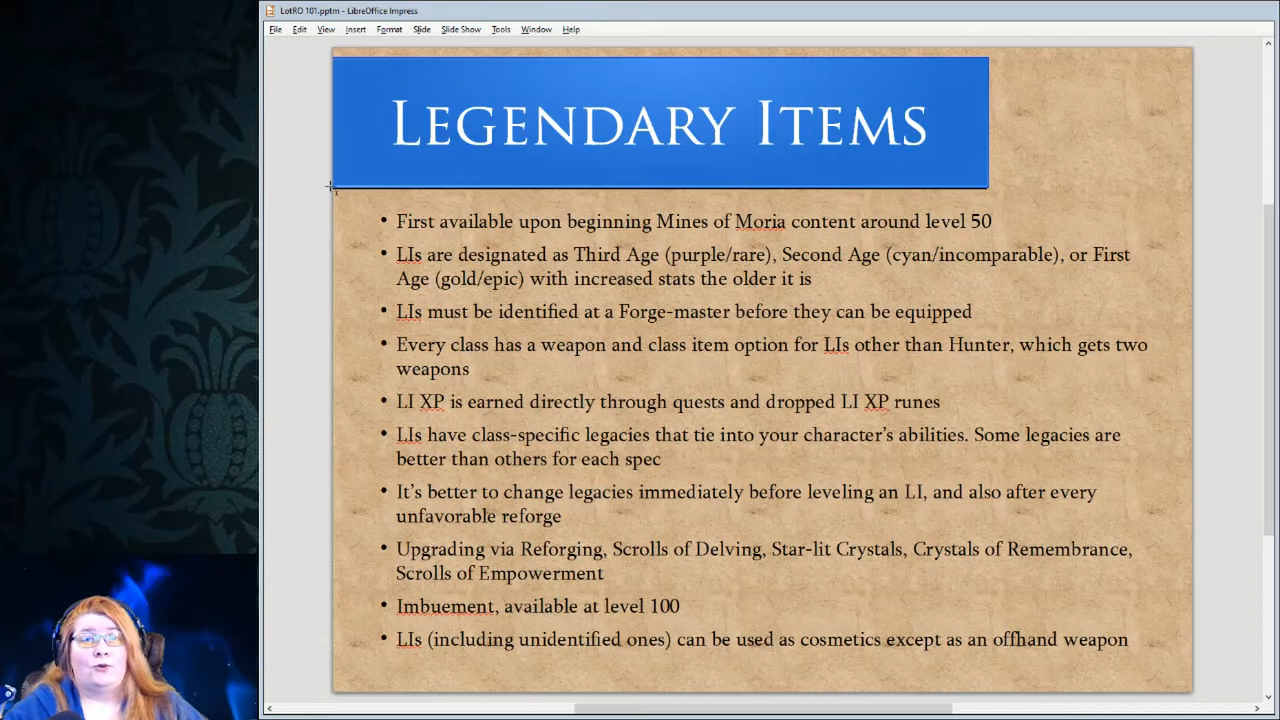 LotRO 101.pptm - LibreOffice Impress
File Edit View Insert Format Slide Slide Show Tools Window Help
Legendary Items
• First available upon beginning Mines of Moria content around level 50
• LIs are designated as Third Age (purple/rare), Second Age (cyan/incomparable), or First
Age (gold/epic) with increased stats the older it is
• LIs must be identified at a Forge-master before they can be equipped
• Every class has a weapon and class item option for LIs other than Hunter, which gets two
weapons
• LI XP is earned directly through quests and dropped LI XP runes
• LIs have class-specific legacies that tie into your character’s abilities. Some legacies are
better than others for each spec
• It’s better to change legacies immediately before leveling an LI, and also after every
unfavorable reforge
• Upgrading via Reforging, Scrolls of Delving, Star-lit Crystals, Crystals of Remembrance,
Scrolls of Empowerment
• Imbuement, available at level 100
• LIs (including unidentified ones) can be used as cosmetics except as an offhand weapon